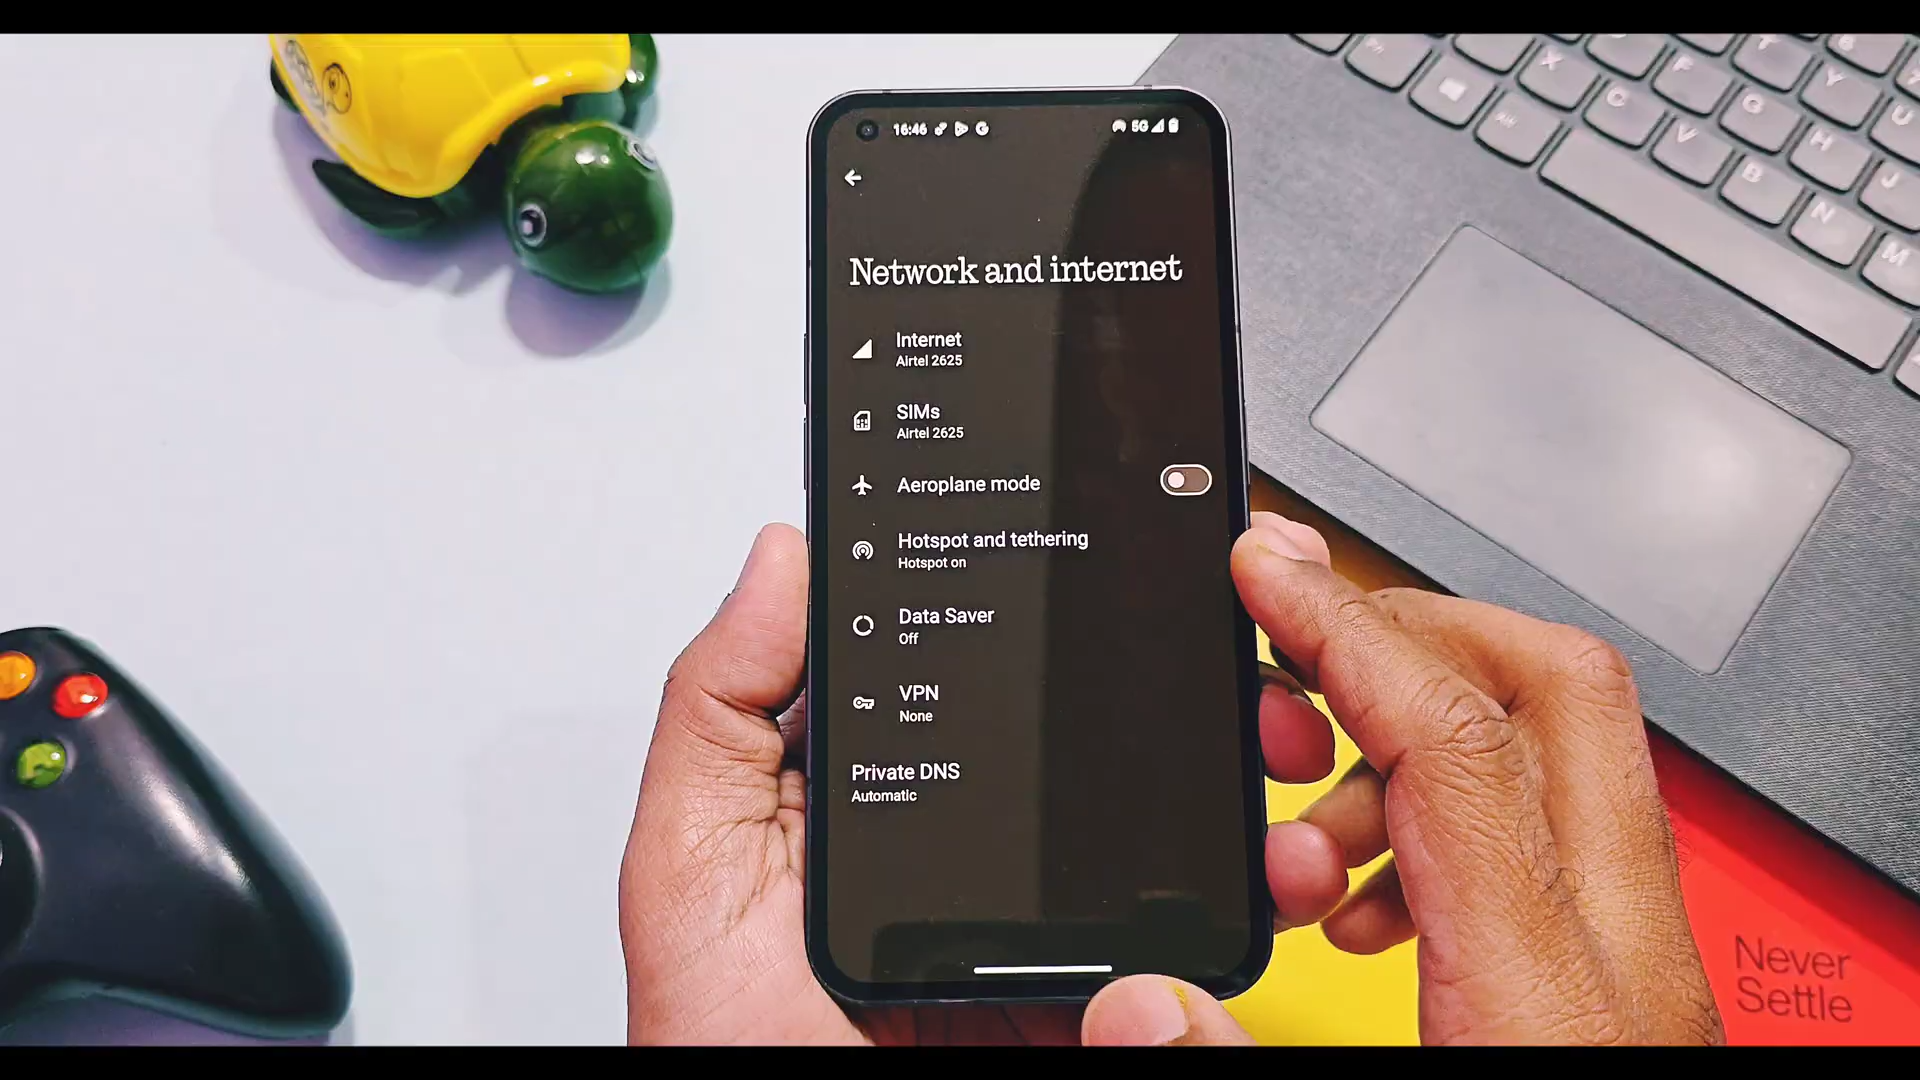 16:46
5G
Network and internet
Internet
Airtel 2625
SIMs
Airtel 2625
Aeroplane mode
Hotspot and tethering
Hotspot on
Data Saver
Off
VPN
None
Private DNS
Automatic
X
C
V
B
N
M
F
G
H
J
T
Y
U
Alt
Never
Settle